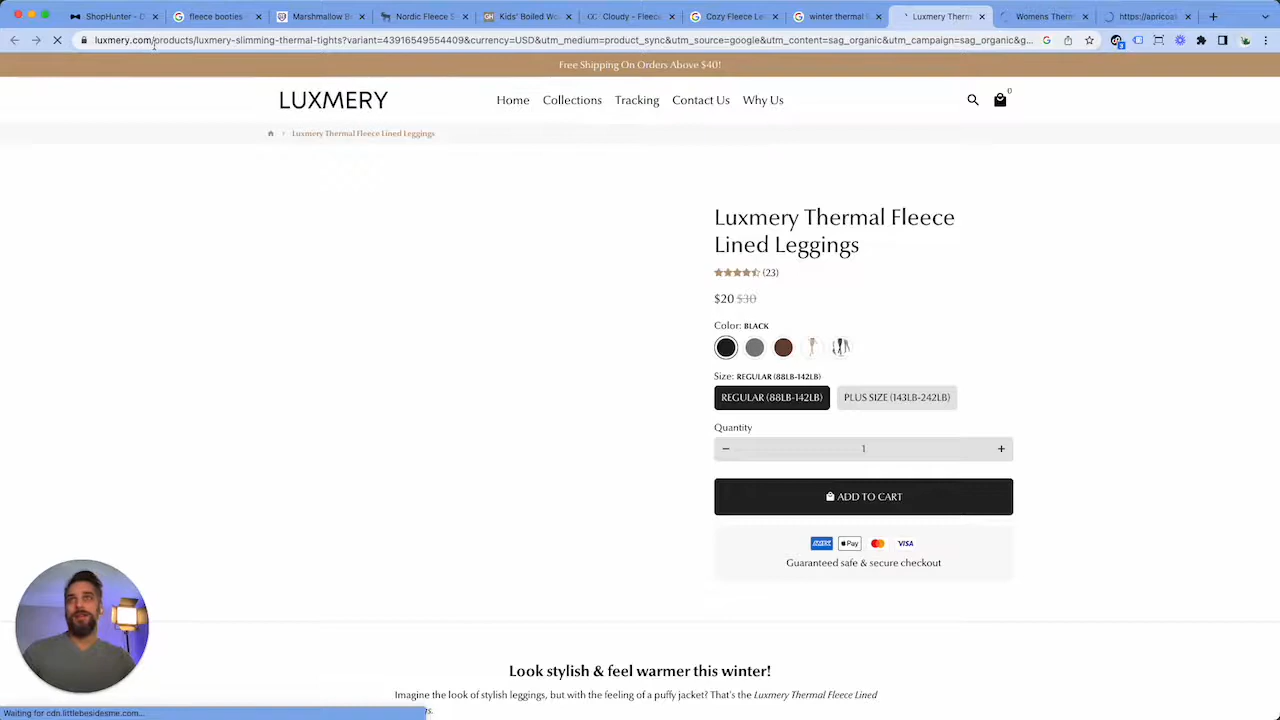 ShopHunter - D
fleece booties
Marshmallow B
Nordic Fleece S
Kids' Boiled Wo
Cloudy - Fleece
Cozy Fleece Le
winter thermal
Luxmery Therm
Womens Therm
https://apricoa
luxmery.com/products/luxmery-slimming-thermal-tights?variant=43916549554409&currency=USD&utm_medium=product_sync&utm_source=google&utm_content=sag_organic&utm_campaign=sag_organic&g...
Free Shipping On Orders Above $40!
LUXMERY
Home Collections Tracking Contact Us Why Us
0
Luxmery Thermal Fleece Lined Leggings
Luxmery Thermal Fleece
Lined Leggings
(23)
$20 $30
Color: BLACK
Size: REGULAR (88LB-142LB)
REGULAR (88LB-142LB) PLUS SIZE (143LB-242LB)
Quantity
− 1 +
ADD TO CART
AMEX Pay VISA
Guaranteed safe & secure checkout
Look stylish & feel warmer this winter!
Imagine the look of stylish leggings, but with the feeling of a puffy jacket? That's the Luxmery Thermal Fleece Lined
Waiting for cdn.littlebesidesme.com...